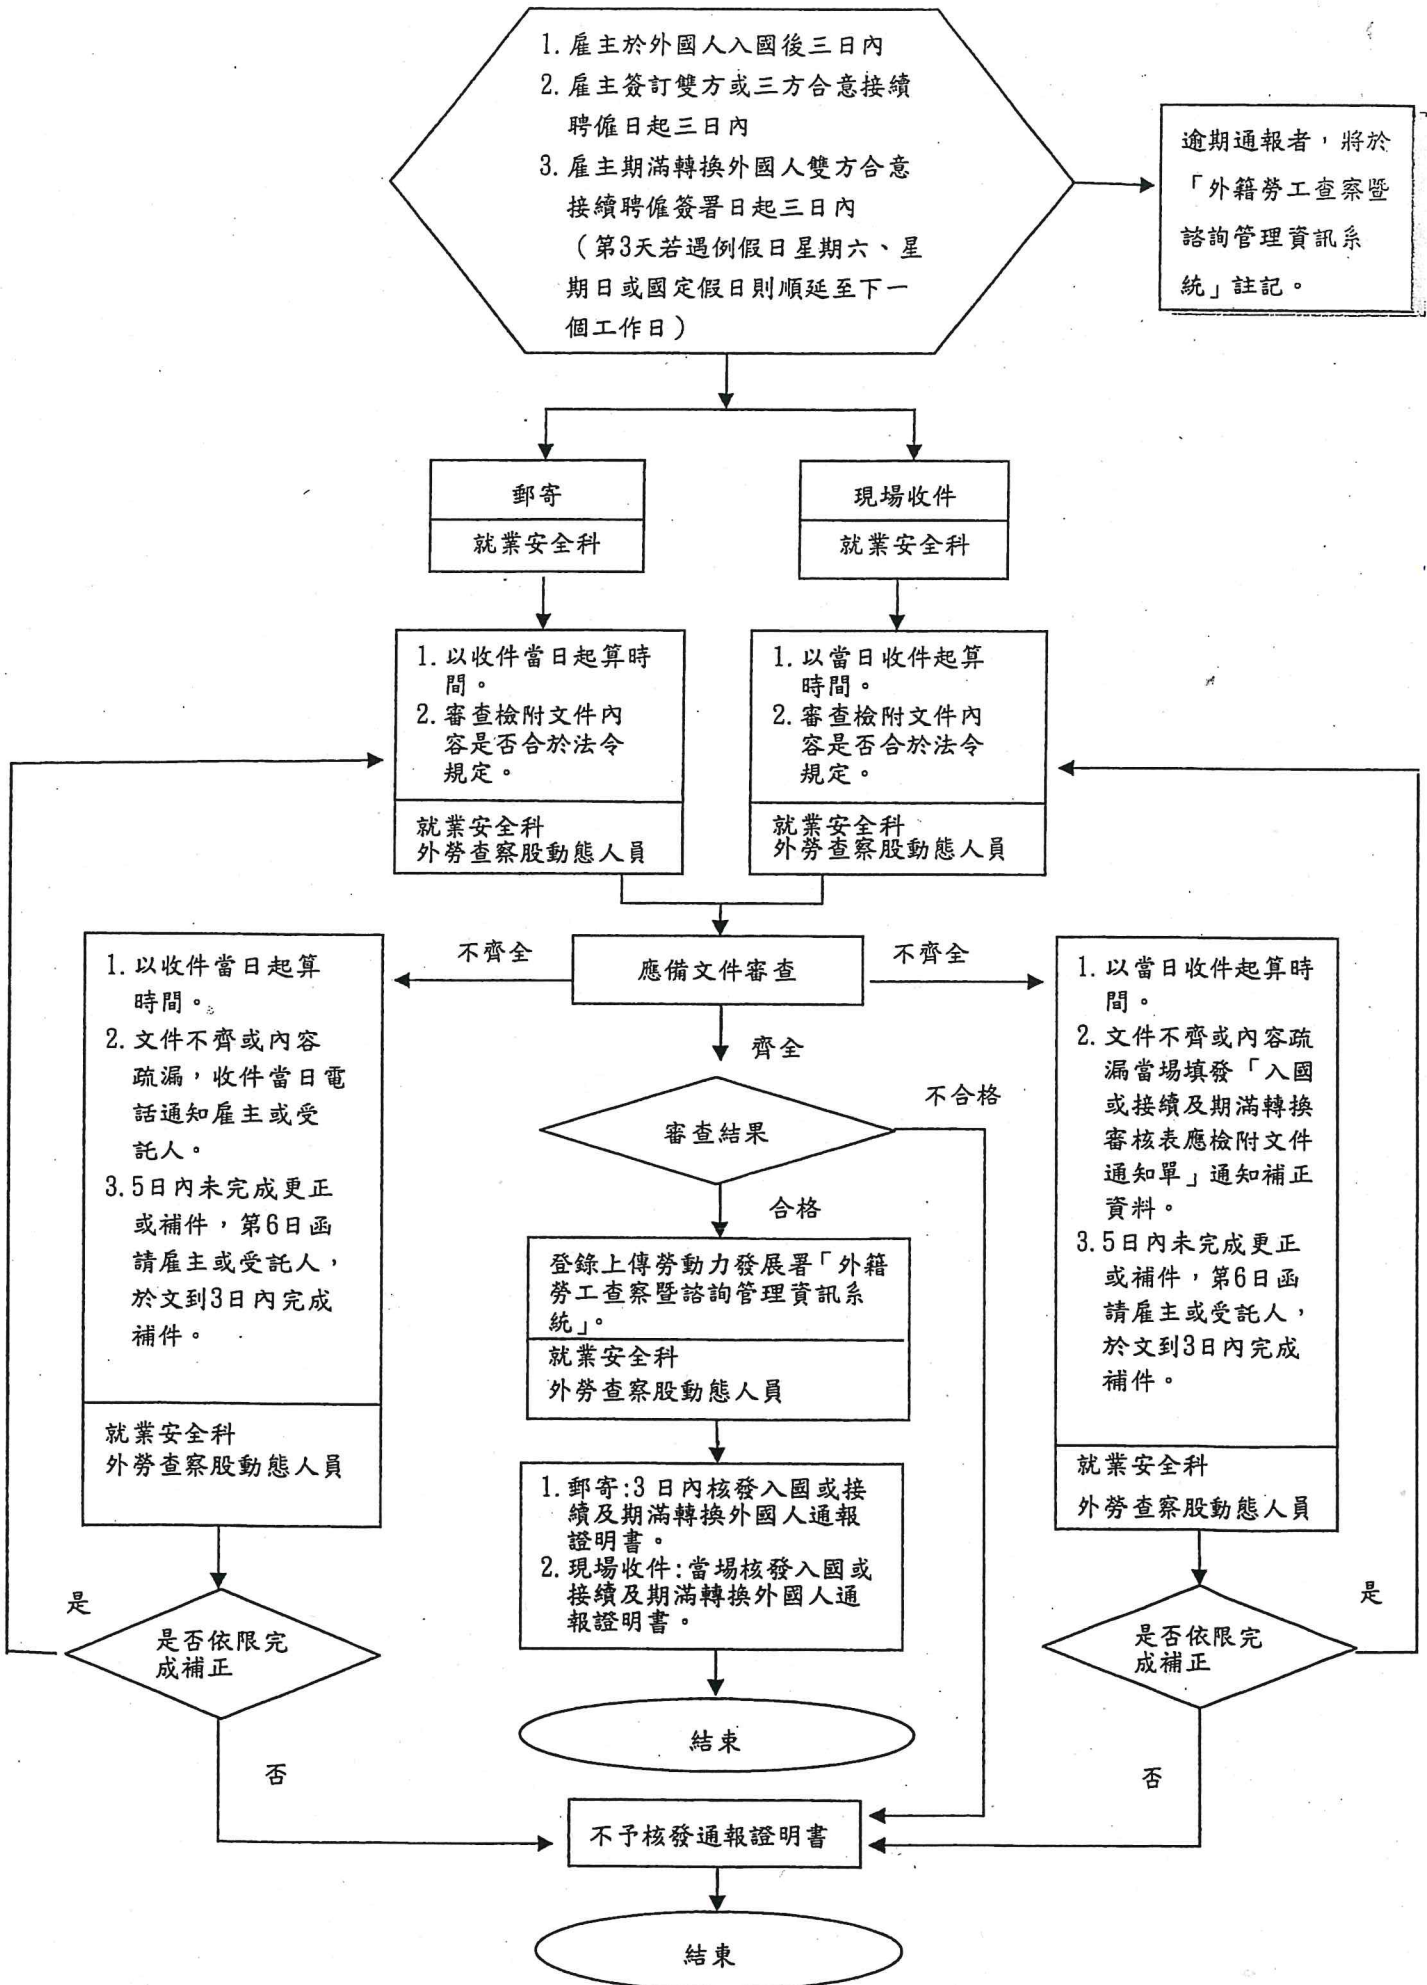 1. 雇主於外國人入國後三日內
2. 雇主簽訂雙方或三方合意接續
聘僱日起三日內
3. 雇主期滿轉換外國人雙方合意
接續聘僱簽署日起三日內
（第3天若遇例假日星期六、星
期日或國定假日則順延至下一
個工作日）
逾期通報者，將於
「外籍勞工查察暨
諮詢管理資訊系
統」註記。
郵寄
就業安全科
現場收件
就業安全科
1. 以收件當日起算時
間。
2. 審查檢附文件內
容是否合於法令
規定。
就業安全科
外勞查察股動態人員
1. 以當日收件起算
時間。
2. 審查檢附文件內
容是否合於法令
規定。
就業安全科
外勞查察股動態人員
不齊全
應備文件審查
不齊全
齊全
1. 以收件當日起算
時間。
2. 文件不齊或內容
疏漏，收件當日電
話通知雇主或受
託人。
3. 5日內未完成更正
或補件，第6日函
請雇主或受託人，
於文到3日內完成
補件。
就業安全科
外勞查察股動態人員
審查結果
不合格
合格
登錄上傳勞動力發展署「外籍
勞工查察暨諮詢管理資訊系
統」。
就業安全科
外勞查察股動態人員
1. 郵寄:3 日內核發入國或接
續及期滿轉換外國人通報
證明書。
2. 現場收件:當場核發入國或
接續及期滿轉換外國人通
報證明書。
結束
1. 以當日收件起算時
間。
2. 文件不齊或內容疏
漏當場填發「入國
或接續及期滿轉換
審核表應檢附文件
通知單」通知補正
資料。
3. 5日內未完成更正
或補件，第6日函
請雇主或受託人，
於文到3日內完成
補件。
就業安全科
外勞查察股動態人員
是
是否依限完
成補正
否
是
是否依限完
成補正
否
不予核發通報證明書
結束